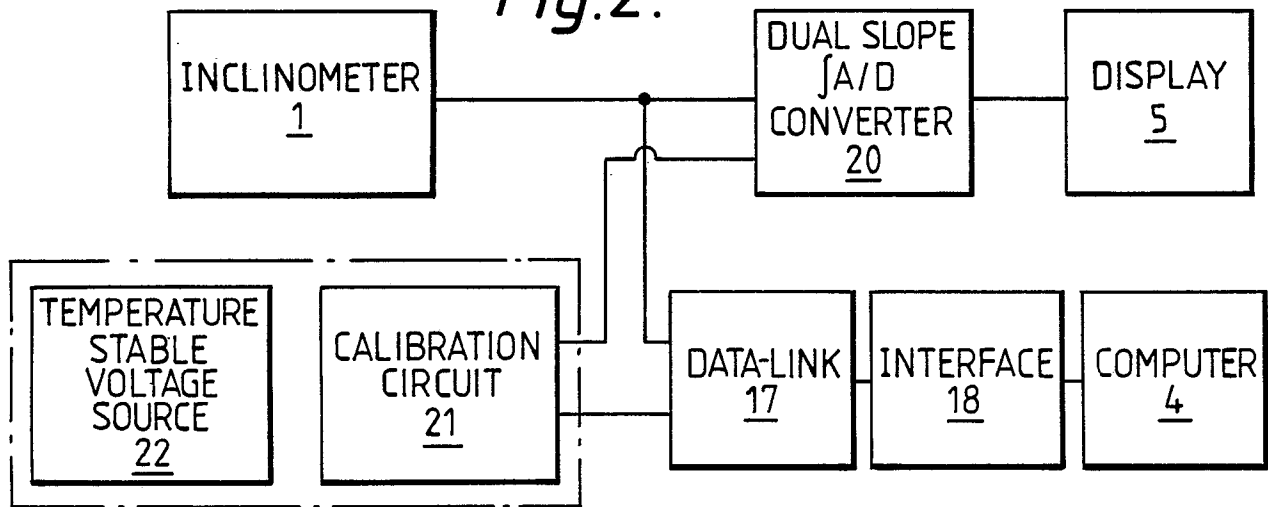 Fig.2.
INCLINOMETER
1
DUAL SLOPE
∫A/D
CONVERTER
20
DISPLAY
5
TEMPERATURE
STABLE
VOLTAGE
SOURCE
22
CALIBRATION
CIRCUIT
21
DATA-LINK
17
INTERFACE
18
COMPUTER
4